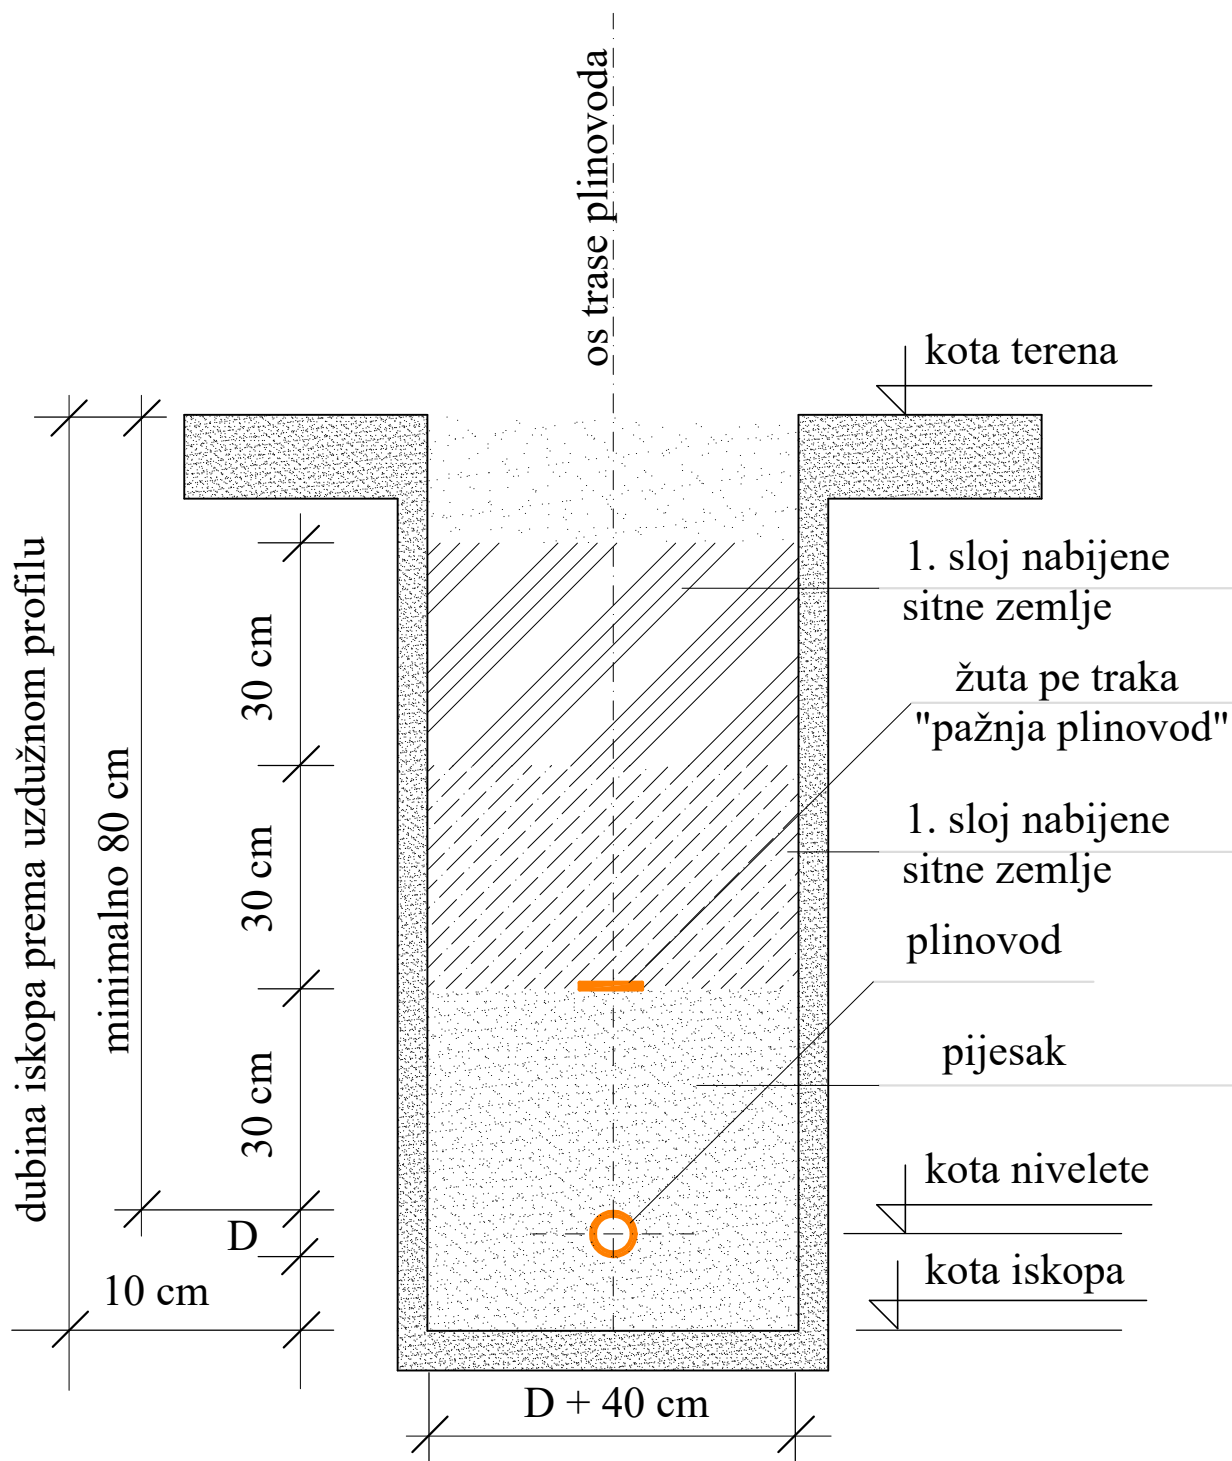 os trase plinovoda
kota terena
1. sloj nabijene
sitne zemlje
žuta pe traka
"pažnja plinovod"
1. sloj nabijene
sitne zemlje
plinovod
pijesak
kota nivelete
kota iskopa
dubina iskopa prema uzdužnom profilu
minimalno 80 cm
30 cm
30 cm
30 cm
D
10 cm
D + 40 cm